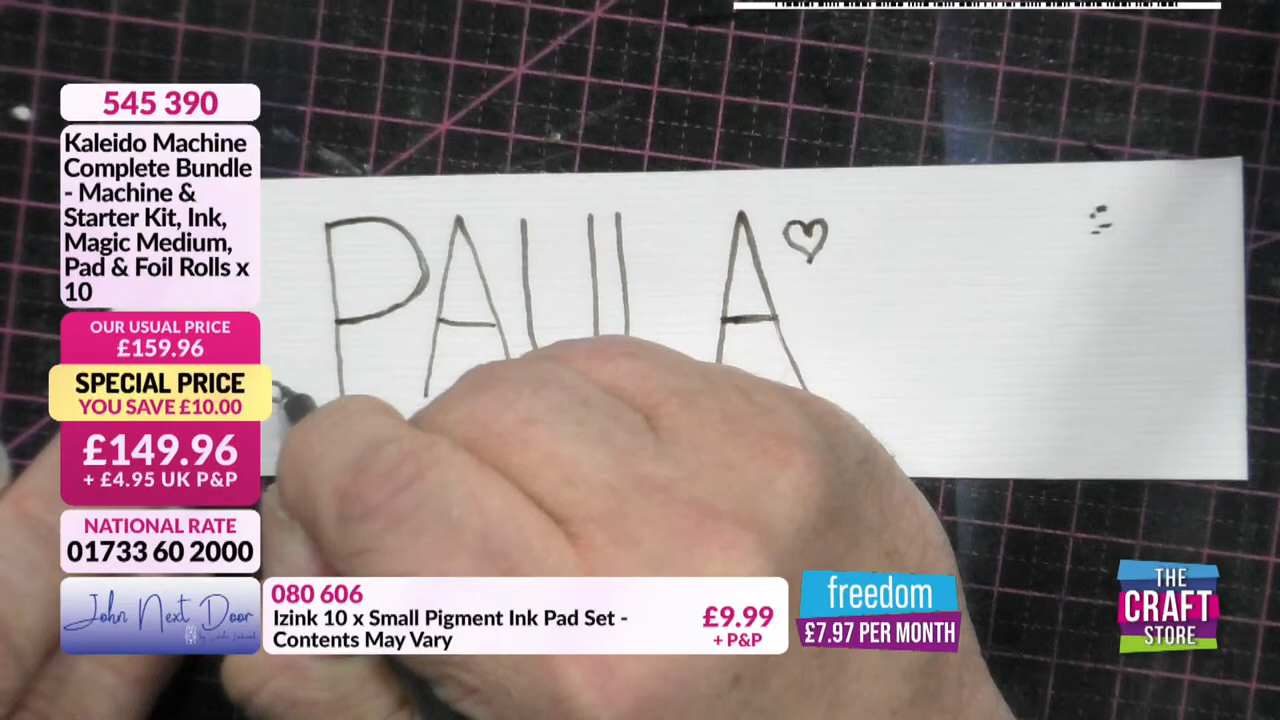 545 390
Kaleido Machine
Complete Bundle
- Machine &
Starter Kit, Ink,
Magic Medium,
Pad & Foil Rolls x
10
OUR USUAL PRICE
£159.96
SPECIAL PRICE
YOU SAVE £10.00
£149.96
+ £4.95 UK P&P
NATIONAL RATE
01733 60 2000
John Next Door
PAULA
080 606
Izink 10 x Small Pigment Ink Pad Set -
Contents May Vary
£9.99
+ P&P
freedom
£7.97 PER MONTH
THE
CRAFT
STORE